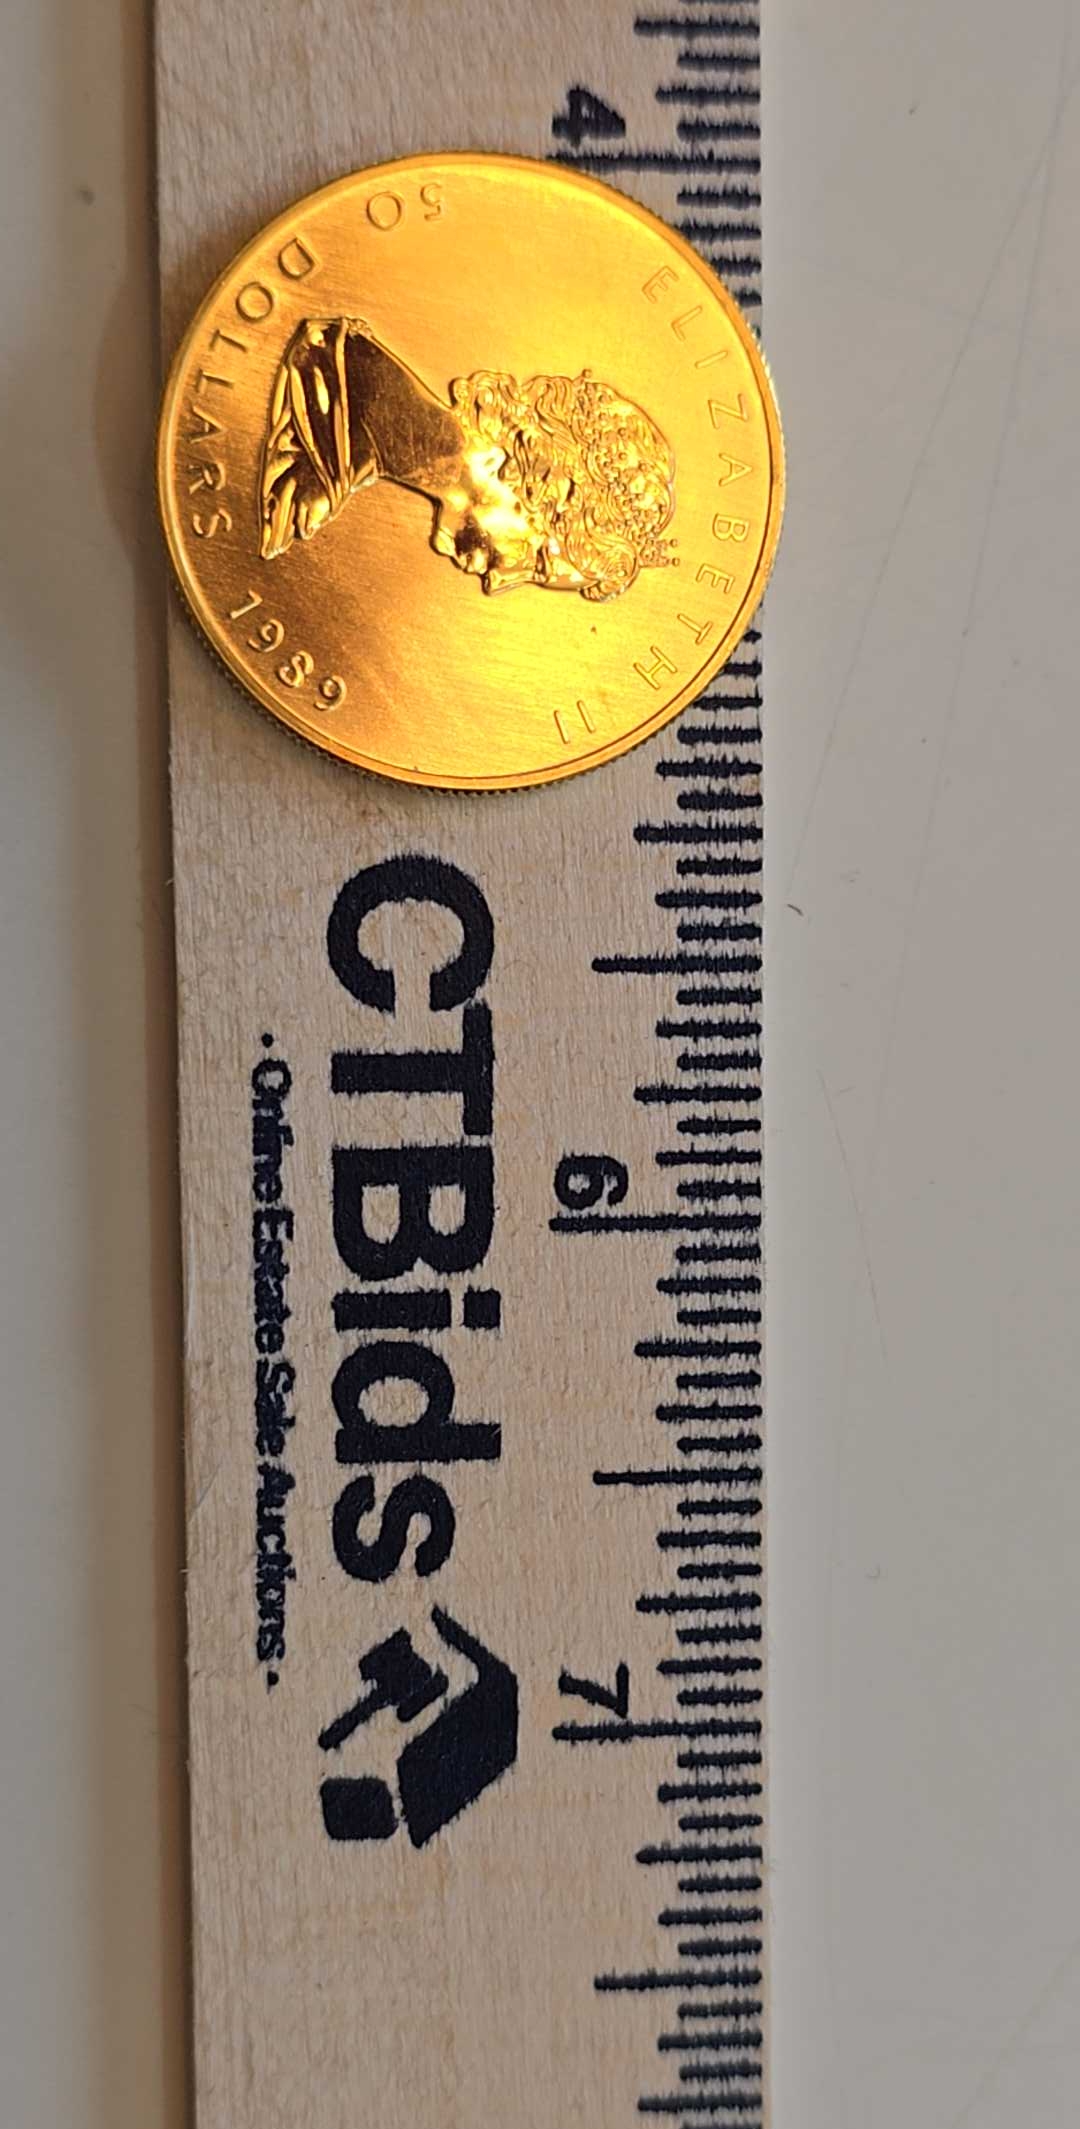 ELIZABETH II
50 DOLLARS 1989
4
6
7
CTBids
· Online Estate Sale Auctions ·